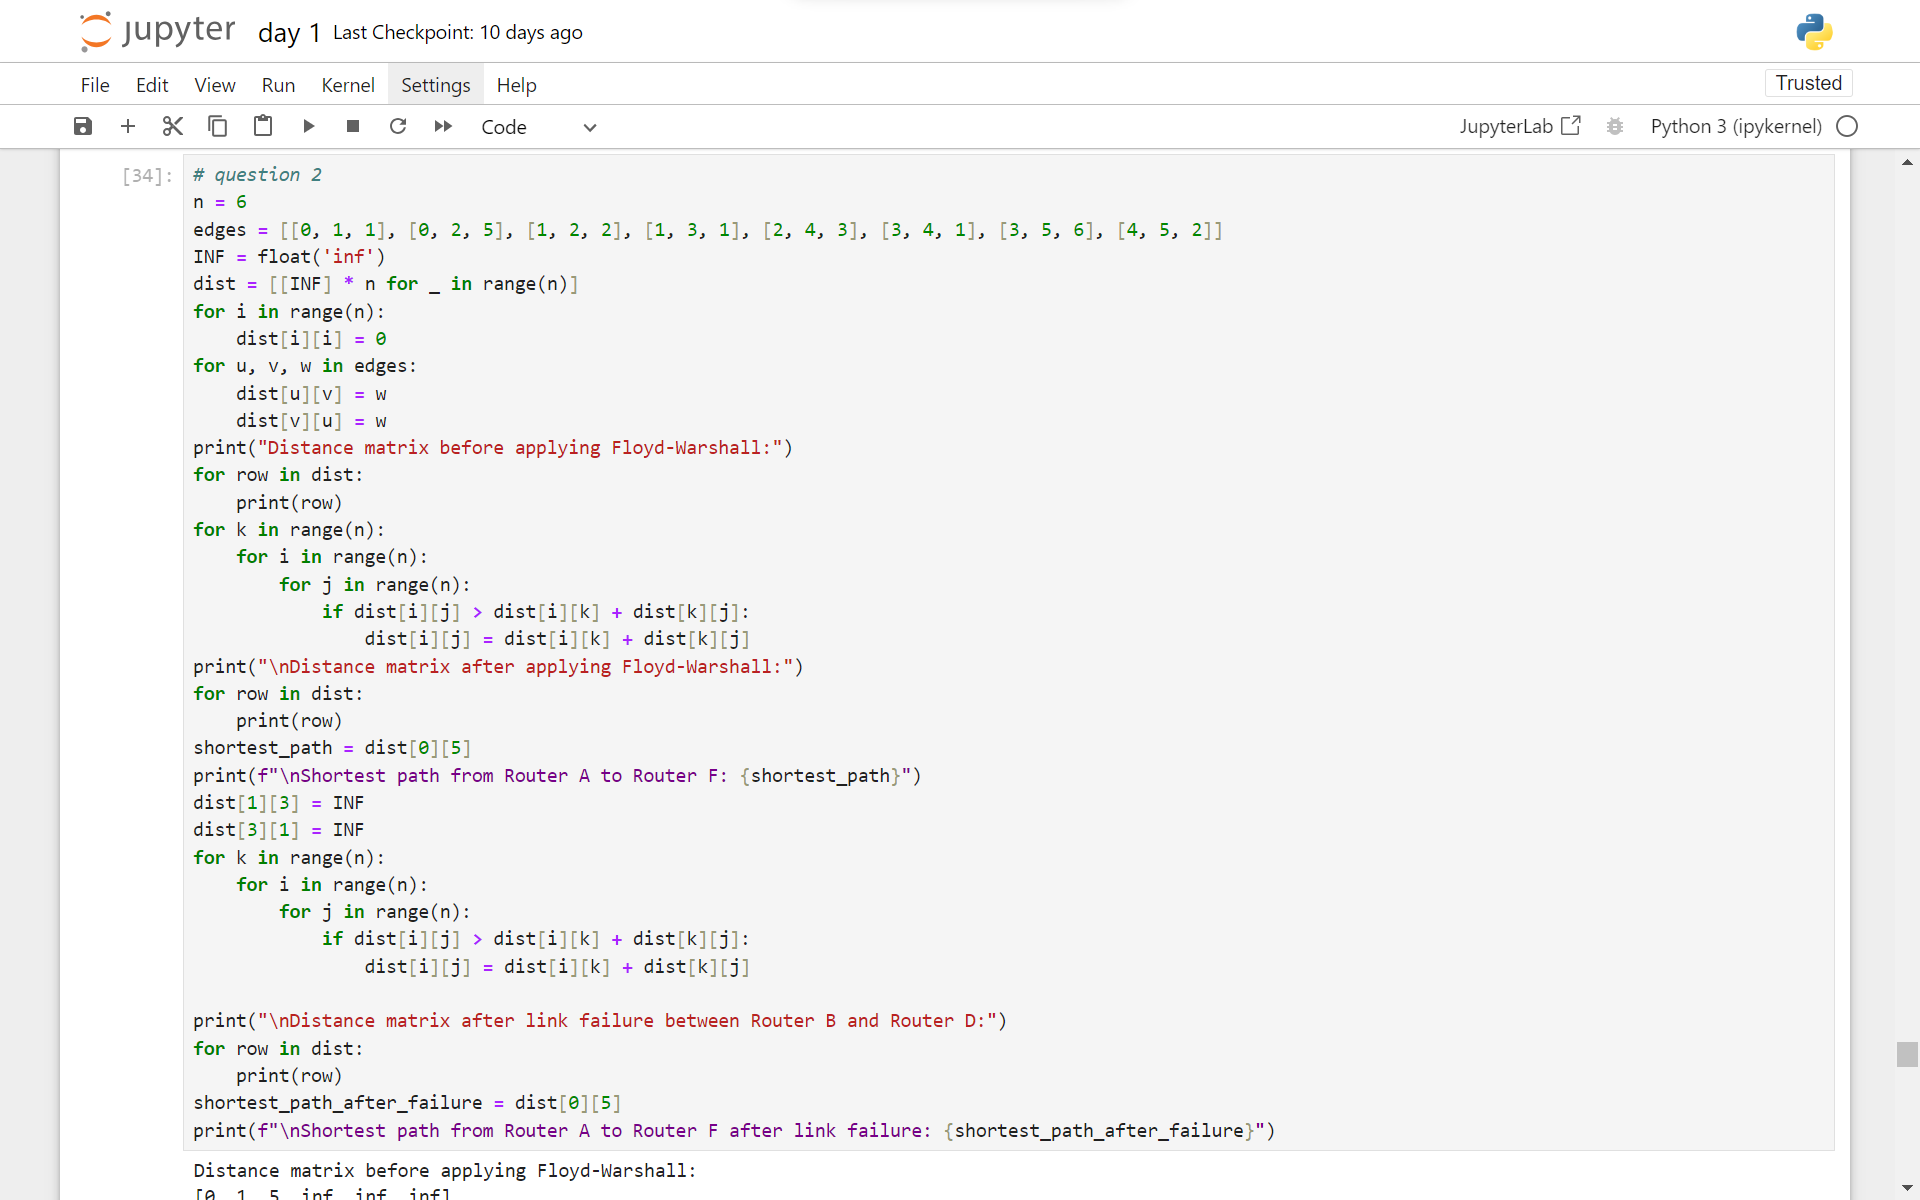 jupyter day 1 Last Checkpoint: 10 days ago
File Edit View Run Kernel Settings Help Trusted
Code JupyterLab Python 3 (ipykernel)
[34]: # question 2
n = 6
edges = [[0, 1, 1], [0, 2, 5], [1, 2, 2], [1, 3, 1], [2, 4, 3], [3, 4, 1], [3, 5, 6], [4, 5, 2]]
INF = float('inf')
dist = [[INF] * n for _ in range(n)]
for i in range(n):
    dist[i][i] = 0
for u, v, w in edges:
    dist[u][v] = w
    dist[v][u] = w
print("Distance matrix before applying Floyd-Warshall:")
for row in dist:
    print(row)
for k in range(n):
    for i in range(n):
        for j in range(n):
            if dist[i][j] > dist[i][k] + dist[k][j]:
                dist[i][j] = dist[i][k] + dist[k][j]
print("\nDistance matrix after applying Floyd-Warshall:")
for row in dist:
    print(row)
shortest_path = dist[0][5]
print(f"\nShortest path from Router A to Router F: {shortest_path}")
dist[1][3] = INF
dist[3][1] = INF
for k in range(n):
    for i in range(n):
        for j in range(n):
            if dist[i][j] > dist[i][k] + dist[k][j]:
                dist[i][j] = dist[i][k] + dist[k][j]

print("\nDistance matrix after link failure between Router B and Router D:")
for row in dist:
    print(row)
shortest_path_after_failure = dist[0][5]
print(f"\nShortest path from Router A to Router F after link failure: {shortest_path_after_failure}")
Distance matrix before applying Floyd-Warshall:
[0, 1, 5, inf, inf, inf]